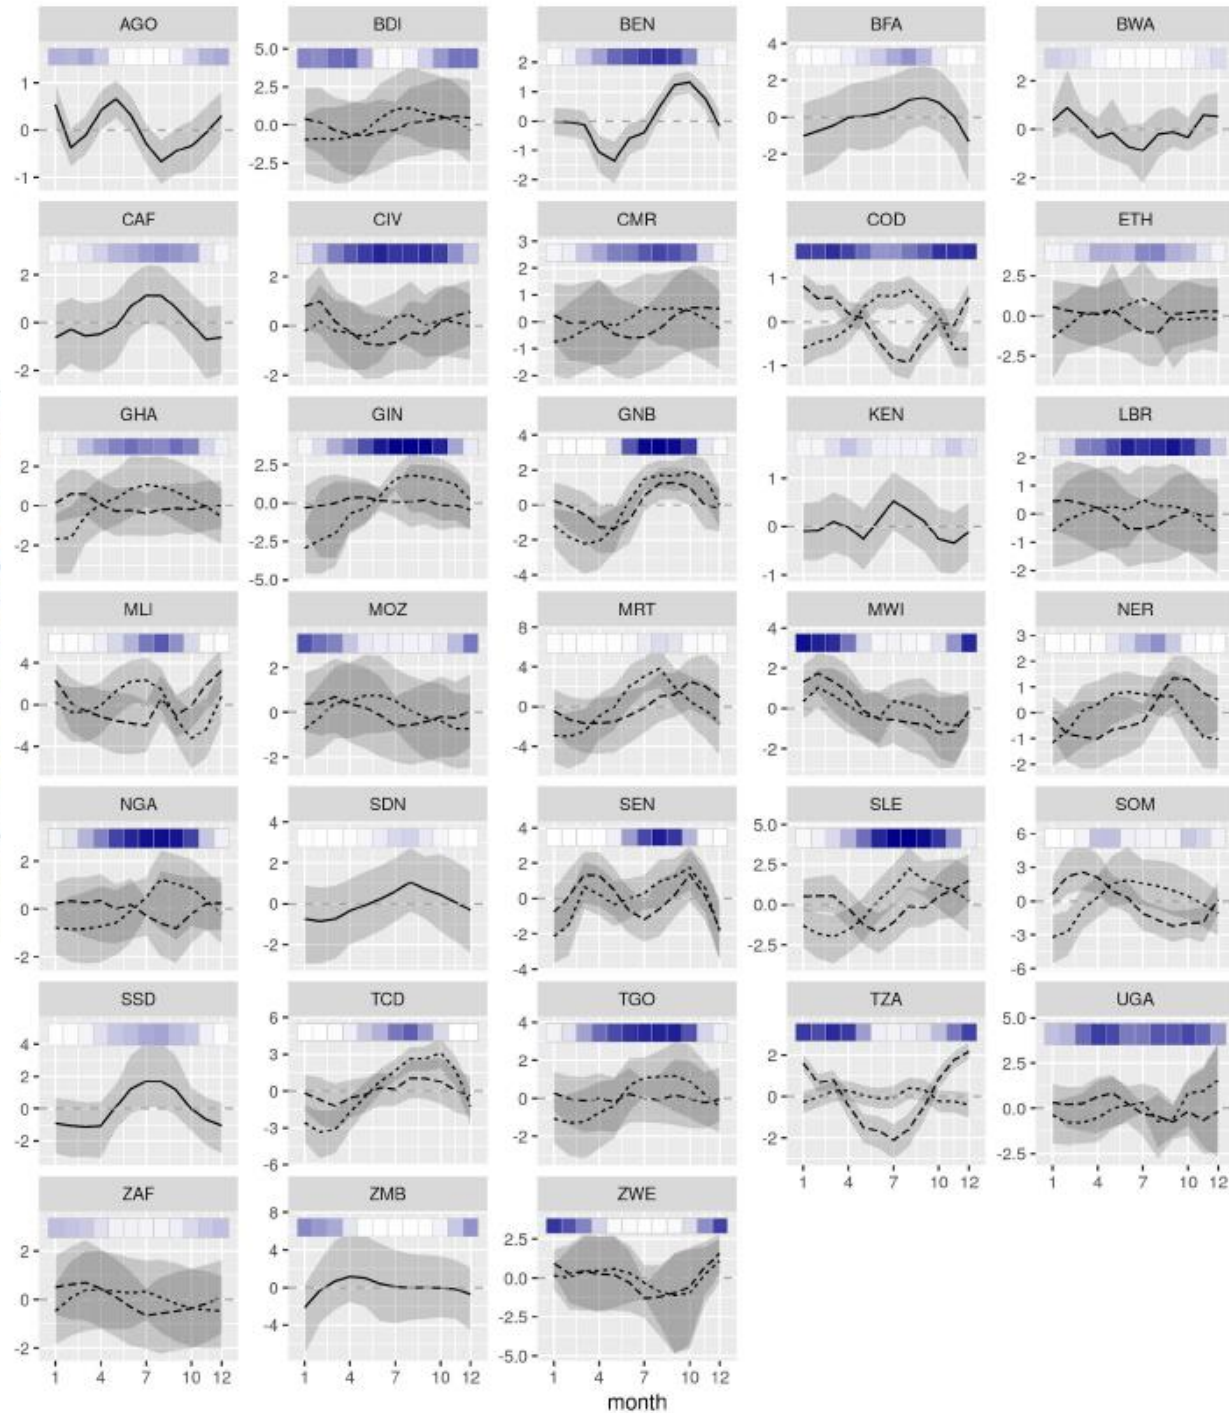 AGO BDI BEN BFA BWA
1 0 -1
5.0 2.5 0.0 -2.5
2 1 0 -1 -2
4 2 0 -2
2 0 -2
CAF CIV CMR COD ETH
2 0 -2
2 0 -2
3 2 1 0 -1 -2
1 0 -1
2.5 0.0 -2.5
GHA GIN GNB KEN LBR
2 0 -2
2.5 0.0 -2.5 -5.0
4 2 0 -2 -4
1 0 -1
2 1 0 -1 -2
MLI MOZ MRT MWI NER
4 0 -4
2 0 -2
8 4 0 -4
4 2 0 -2
3 2 1 0 -1 -2
NGA SDN SEN SLE SOM
2 0 -2
4 2 0 -2
4 2 0 -2 -4
5.0 2.5 0.0 -2.5
6 3 0 -3 -6
SSD TCD TGO TZA UGA
4 2 0 -2
6 3 0 -3 -6
4 2 0 -2
2 0 -2
5.0 2.5 0.0 -2.5
1 4 7 10 12
1 4 7 10 12
ZAF ZMB ZWE
2 0 -2
8 4 0 -4
2.5 0.0 -2.5 -5.0
1 4 7 10 12
1 4 7 10 12
1 4 7 10 12
month